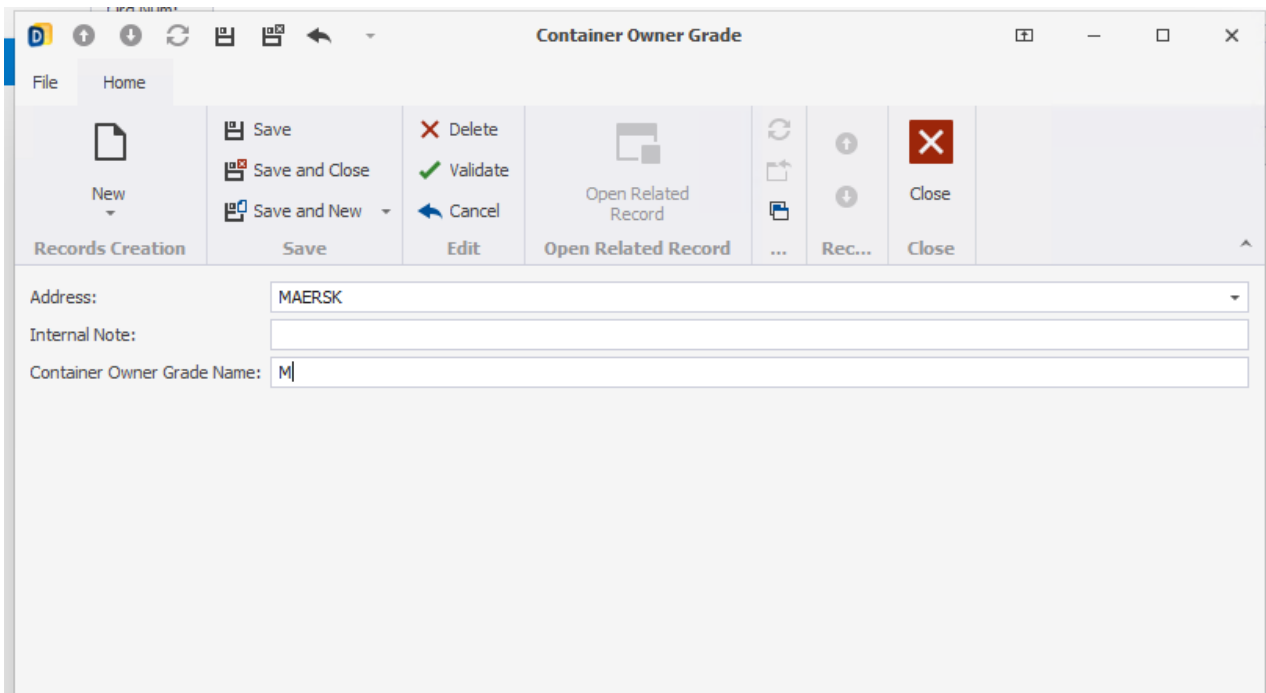 Container Owner Grade
File Home
New
Records Creation
Save
Save and Close
Save and New
Save
Delete
Validate
Cancel
Edit
Open Related
Record
Open Related Record
...
Rec...
Close
Close
Address: MAERSK
Internal Note:
Container Owner Grade Name: M